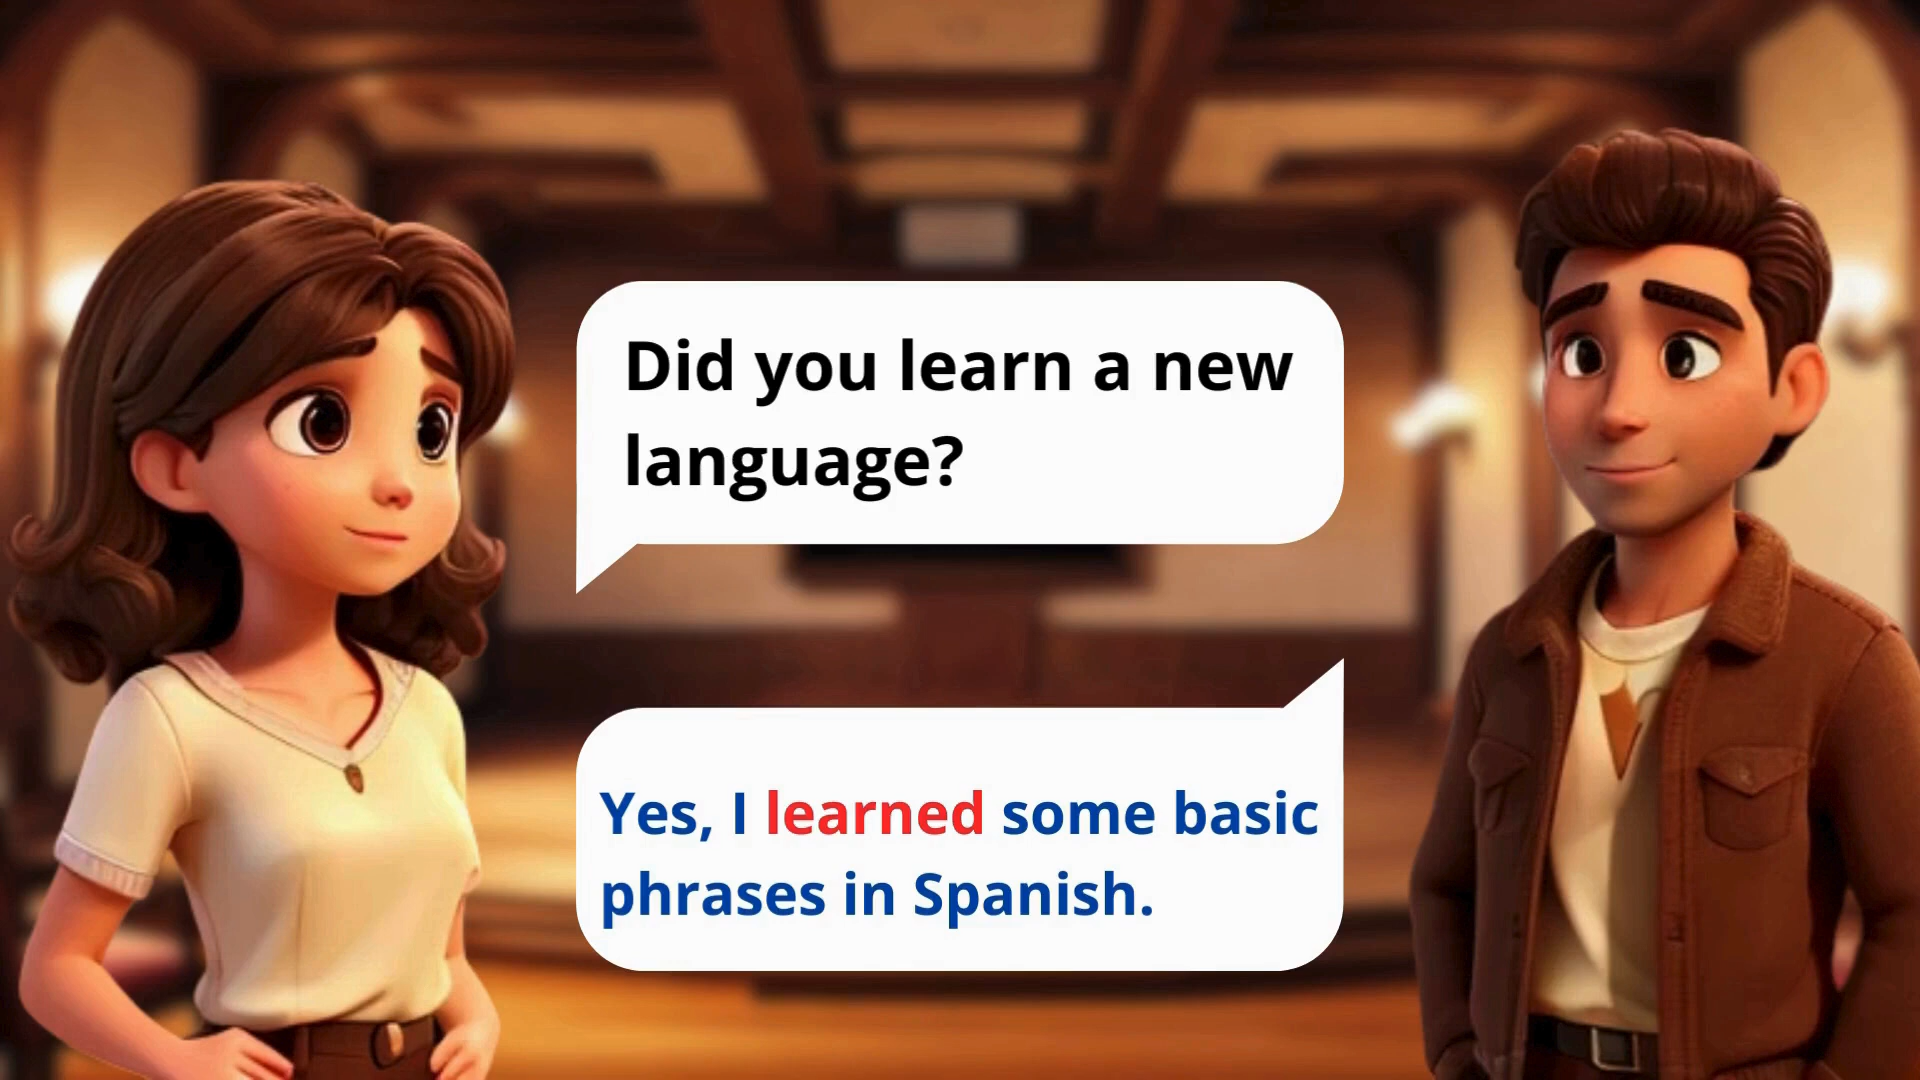 Did you learn a new
language?
Yes, I learned some basic
phrases in Spanish.